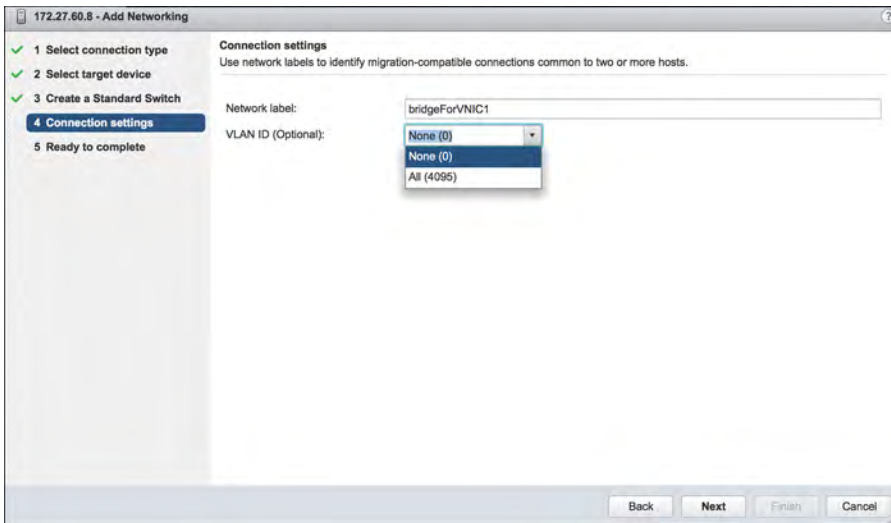 172.27.60.8 - Add Networking
?
1 Select connection type
2 Select target device
3 Create a Standard Switch
4 Connection settings
5 Ready to complete
Connection settings
Use network labels to identify migration-compatible connections common to two or more hosts.
Network label: bridgeForVNIC1
VLAN ID (Optional): None (0)
None (0)
All (4095)
Back Next Finish Cancel